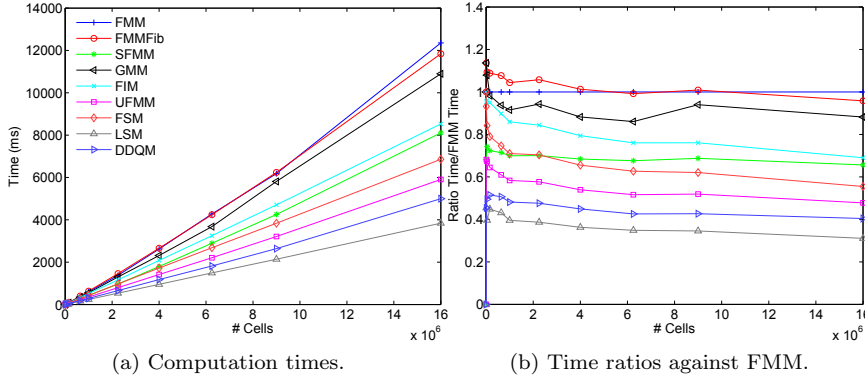 14000
12000
10000
8000
6000
4000
2000
0
Time (ms)
FMM
FMMFib
SFMM
GMM
FIM
UFMM
FSM
LSM
DDQM
0 2 4 6 8 10 12 14 16
# Cells
x 10^6
(a) Computation times.
1.4
1.2
1
0.8
0.6
0.4
0.2
0
Ratio Time/FMM Time
0 2 4 6 8 10 12 14 16
# Cells
x 10^6
(b) Time ratios against FMM.